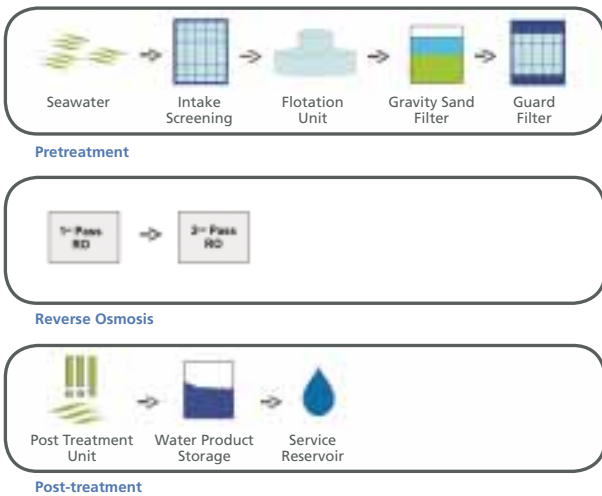 Seawater
Intake
Screening
Flotation
Unit
Gravity Sand
Filter
Guard
Filter
Pretreatment
1st Pass
RO
2nd Pass
RO
Reverse Osmosis
Post Treatment
Unit
Water Product
Storage
Service
Reservoir
Post-treatment